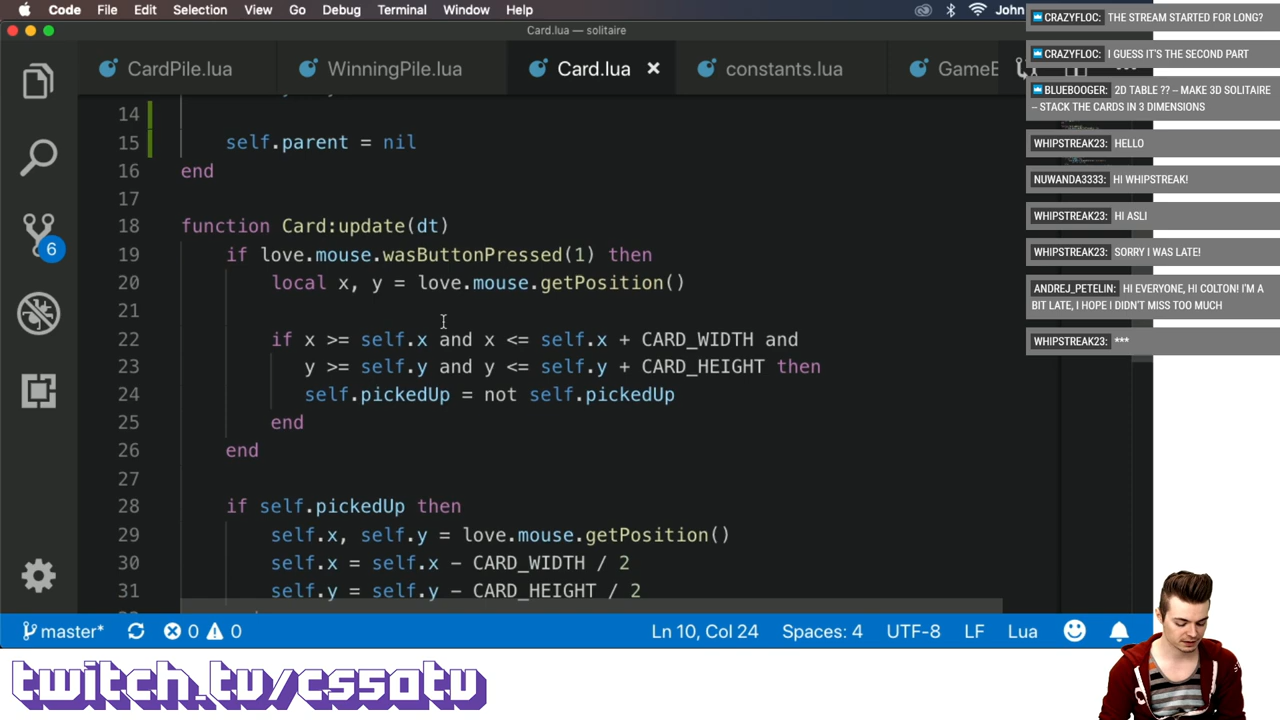 Code File Edit Selection View Go Debug Terminal Window Help John
Card.lua — solitaire
CardPile.lua WinningPile.lua Card.lua constants.lua
14
15 self.parent = nil
16 end
17
18 function Card:update(dt)
19 if love.mouse.wasButtonPressed(1) then
20 local x, y = love.mouse.getPosition()
21
22 if x >= self.x and x <= self.x + CARD_WIDTH and
23 y >= self.y and y <= self.y + CARD_HEIGHT then
24 self.pickedUp = not self.pickedUp
25 end
26 end
27
28 if self.pickedUp then
29 self.x, self.y = love.mouse.getPosition()
30 self.x = self.x - CARD_WIDTH / 2
31 self.y = self.y - CARD_HEIGHT / 2
6
master* 0 0 Ln 10, Col 24 Spaces: 4 UTF-8 LF Lua
CRAZYFLOC: THE STREAM STARTED FOR LONG?
CRAZYFLOC: I GUESS IT'S THE SECOND PART
BLUEBOOGER: 2D TABLE ?? – MAKE 3D SOLITAIRE
– STACK THE CARDS IN 3 DIMENSIONS
WHIPSTREAK23: HELLO
NUWANDA3333: HI WHIPSTREAK!
WHIPSTREAK23: HI ASLI
WHIPSTREAK23: SORRY I WAS LATE!
ANDREJ_PETELIN: HI EVERYONE, HI COLTON! I'M A
BIT LATE, I HOPE I DIDN'T MISS TOO MUCH
WHIPSTREAK23: ***
twitch.tv/cs50tv